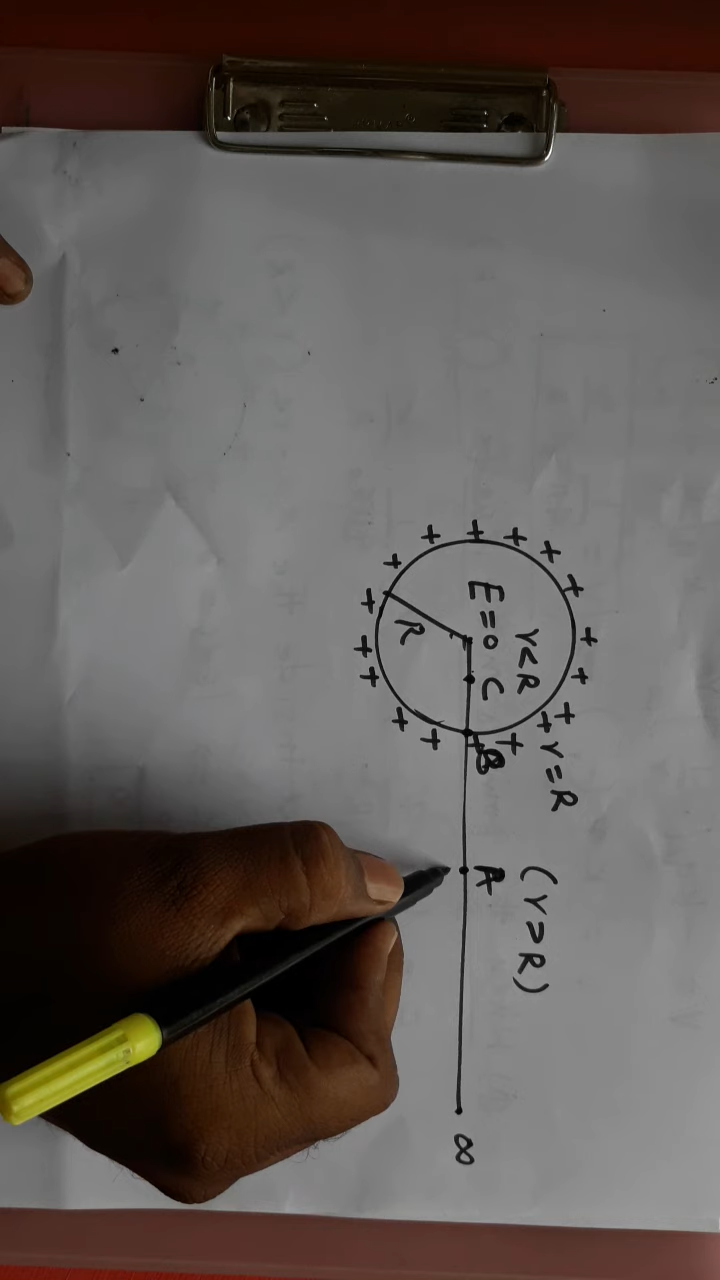 + + + + + + + + + + + + + + + + + +
r<R
E=0
R
C
B
r=R
A
(r>R)
∞